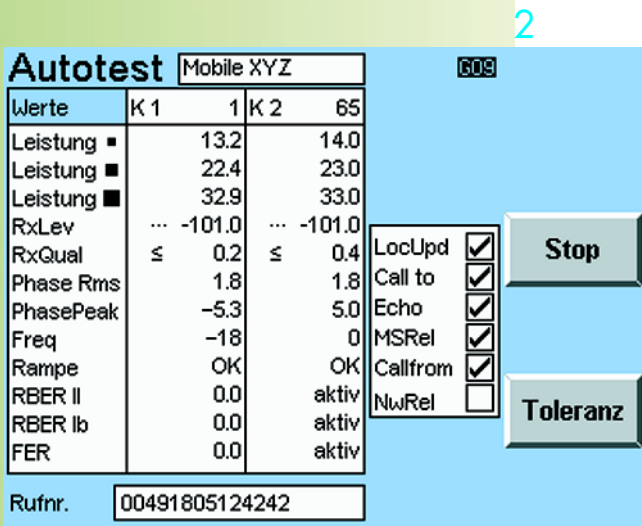 2
Autotest Mobile XYZ G09
Werte K 1 1 K 2 65
Leistung ■ 13.2 14.0
Leistung ■ 22.4 23.0
Leistung ■ 32.9 33.0
RxLev ··· -101.0 ··· -101.0
RxQual ≤ 0.2 ≤ 0.4
Phase Rms 1.8 1.8
PhasePeak −5.3 5.0
Freq −18 0
Rampe OK OK
RBER II 0.0 aktiv
RBER Ib 0.0 aktiv
FER 0.0 aktiv
LocUpd ✓
Call to ✓
Echo ✓
MSRel ✓
Callfrom ✓
NwRel
Stop
Toleranz
Rufnr. 00491805124242